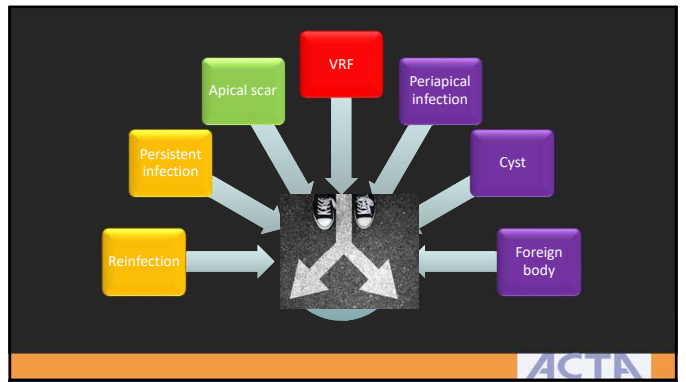 VRF
Apical scar
Periapical
infection
Persistent
infection
Cyst
Reinfection
Foreign
body
ACTA